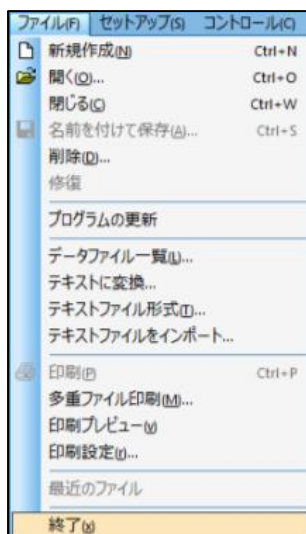 ファイル(F) セットアップ(S) コントロール(C)
新規作成(N) Ctrl+N
開く(O)... Ctrl+O
閉じる(C) Ctrl+W
名前を付けて保存(A)... Ctrl+S
削除(D)...
修復
プログラムの更新
データファイル一覧(L)...
テキストに変換...
テキストファイル形式(T)...
テキストファイルをインポート...
印刷(P) Ctrl+P
多重ファイル印刷(M)...
印刷プレビュー(V)
印刷設定(r)...
最近のファイル
終了(x)